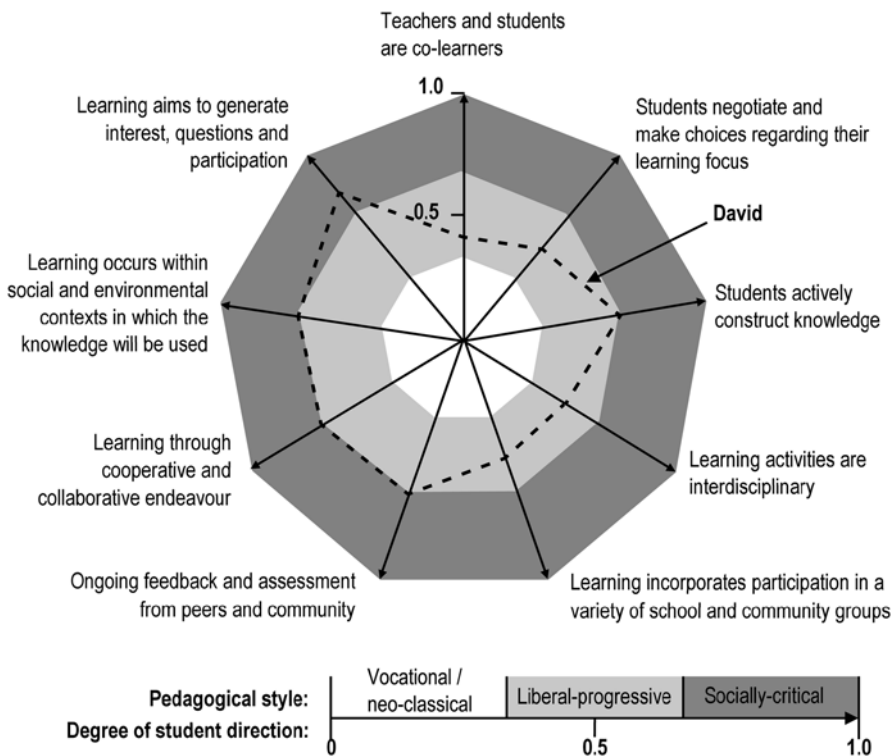 Teachers and students
are co-learners
1.0
Learning aims to generate
interest, questions and
participation
Students negotiate and
make choices regarding their
learning focus
0.5
David
Learning occurs within
social and environmental
contexts in which the
knowledge will be used
Students actively
construct knowledge
Learning through
cooperative and
collaborative endeavour
Learning activities are
interdisciplinary
Ongoing feedback and assessment
from peers and community
Learning incorporates participation in a
variety of school and community groups
Pedagogical style:
Vocational /
neo-classical
Liberal-progressive
Socially-critical
Degree of student direction:
0
0.5
1.0